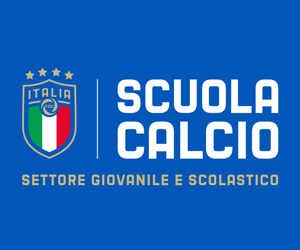 ITALIA
SCUOLA
CALCIO
SETTORE GIOVANILE E SCOLASTICO